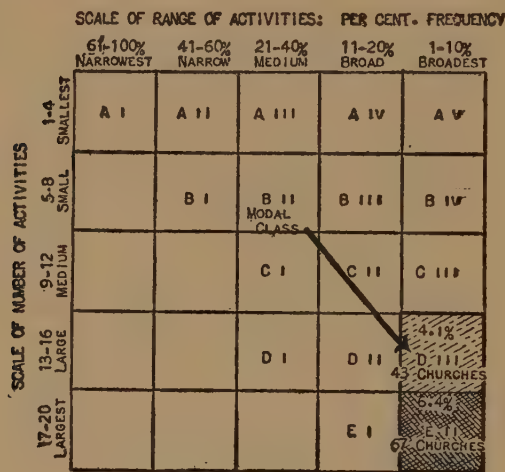 SCALE OF RANGE OF ACTIVITIES: PER CENT. FREQUENCY
61-100% 41-60% 21-40% 11-20% 1-10%
NARROWEST NARROW MEDIUM BROAD BROADEST
SCALE OF NUMBER OF ACTIVITIES
1-4
SMALLEST
A I A II A III A IV A V
5-8
SMALL
B I B II B III B IV
MODAL
CLASS
9-12
MEDIUM
C I C II C III
13-16
LARGE
4.1%
D I D II D III
43 CHURCHES
17-20
LARGEST
6.4%
E I E II
67 CHURCHES